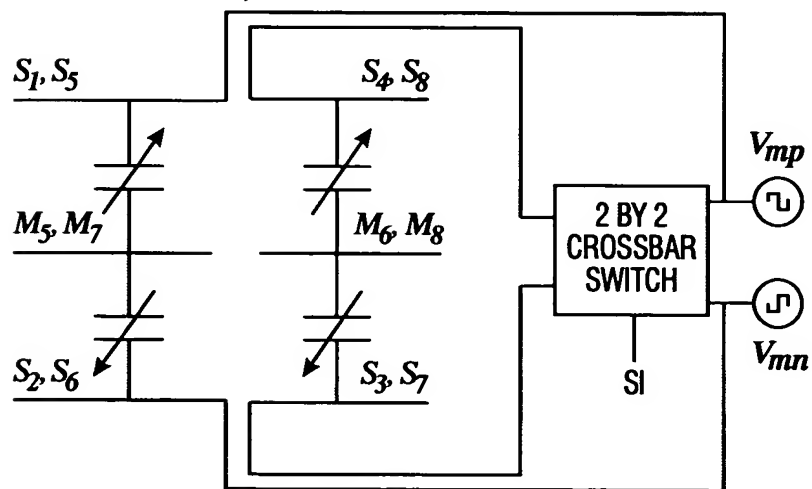 S1, S5
S4, S8
Vmp
M5, M7
M6, M8
2 BY 2
CROSSBAR
SWITCH
S2, S6
S3, S7
SI
Vmn